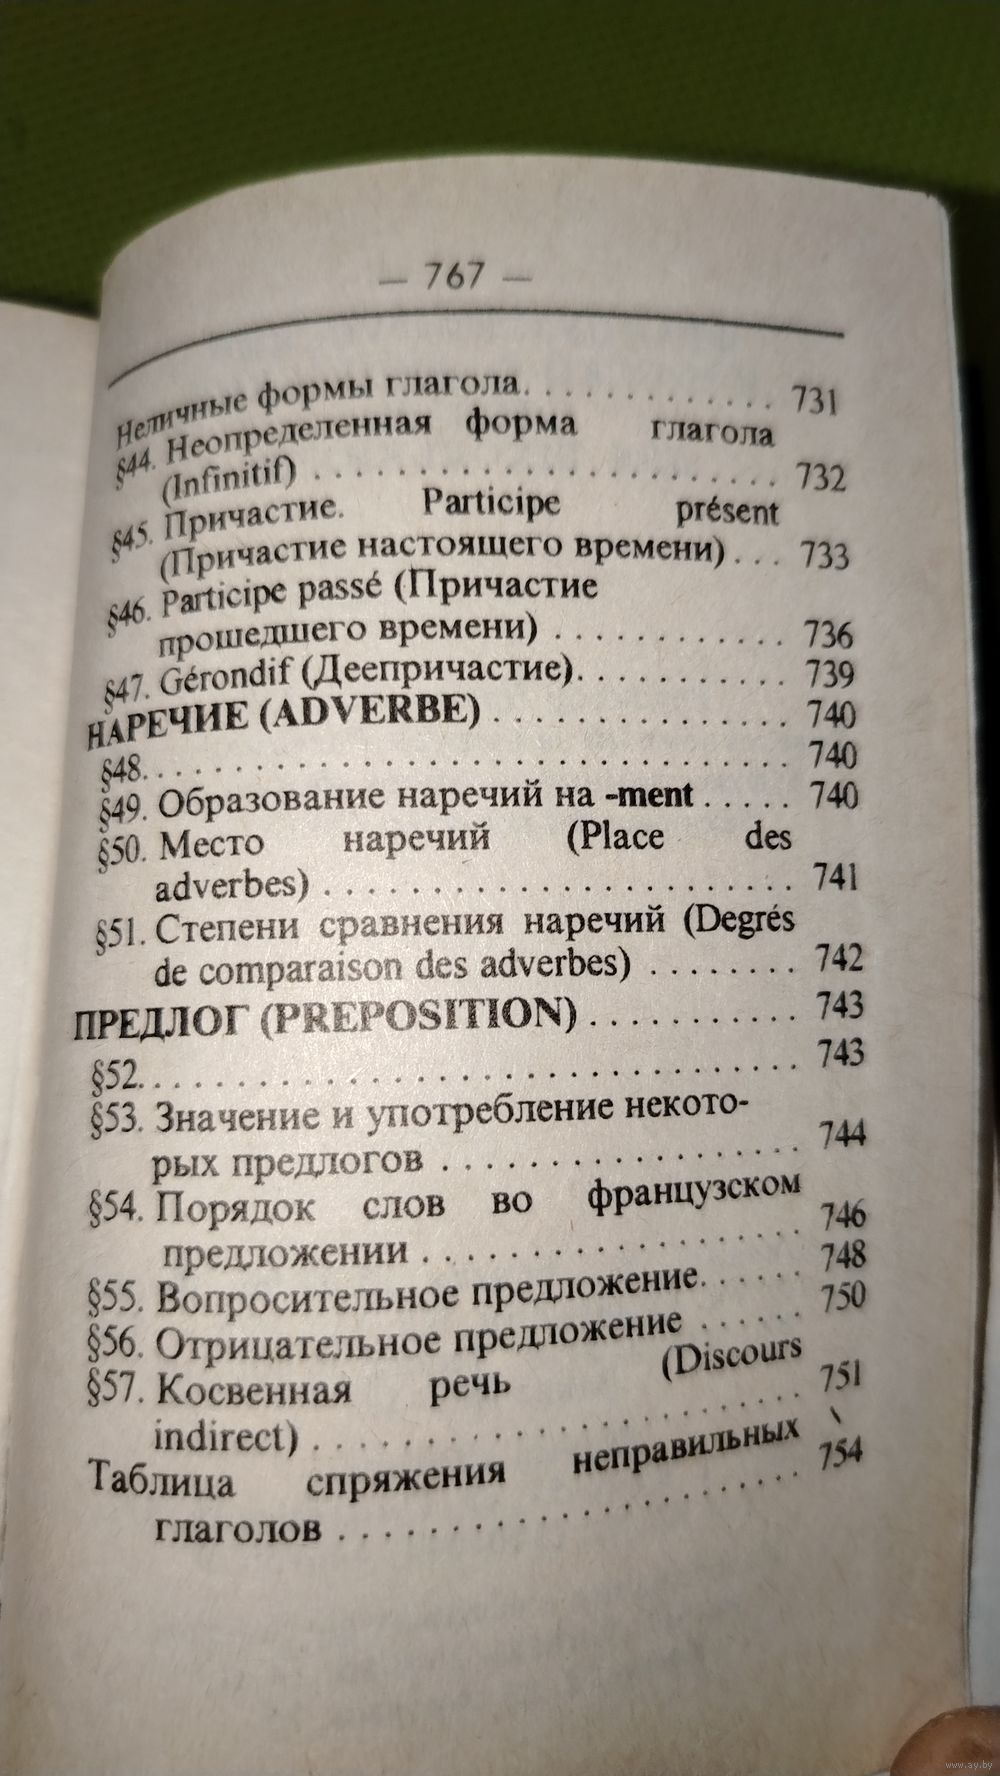 — 767 —
Неличные формы глагола. . . . . . . . . . . . . 731
§44. Неопределенная форма глагола
(Infinitif) . . . . . . . . . . . . . . . . . . . . . . . 732
§45. Причастие. Participe présent
(Причастие настоящего времени) . . . 733
§46. Participe passé (Причастие
прошедшего времени) . . . . . . . . . . . . 736
§47. Gérondif (Деепричастие). . . . . . . . . . . 739
НАРЕЧИЕ (ADVERBE) . . . . . . . . . . . . . . . 740
§48. . . . . . . . . . . . . . . . . . . . . . . . . . . . . . . . 740
§49. Образование наречий на -ment . . . . . 740
§50. Место наречий (Place des
adverbes) . . . . . . . . . . . . . . . . . . . . . . . 741
§51. Степени сравнения наречий (Degrés
de comparaison des adverbes) . . . . . . . . 742
ПРЕДЛОГ (PREPOSITION) . . . . . . . . . . . 743
§52. . . . . . . . . . . . . . . . . . . . . . . . . . . . . . . . 743
§53. Значение и употребление некото-
рых предлогов . . . . . . . . . . . . . . . . . . 744
§54. Порядок слов во французском
предложении . . . . . . . . . . . . . . . . . . . 746
§55. Вопросительное предложение. . . . . . 748
§56. Отрицательное предложение . . . . . . 750
§57. Косвенная речь (Discours
indirect) . . . . . . . . . . . . . . . . . . . . . . . . 751
Таблица спряжения неправильных
глаголов . . . . . . . . . . . . . . . . . . . . . . . 754
www.ay.by